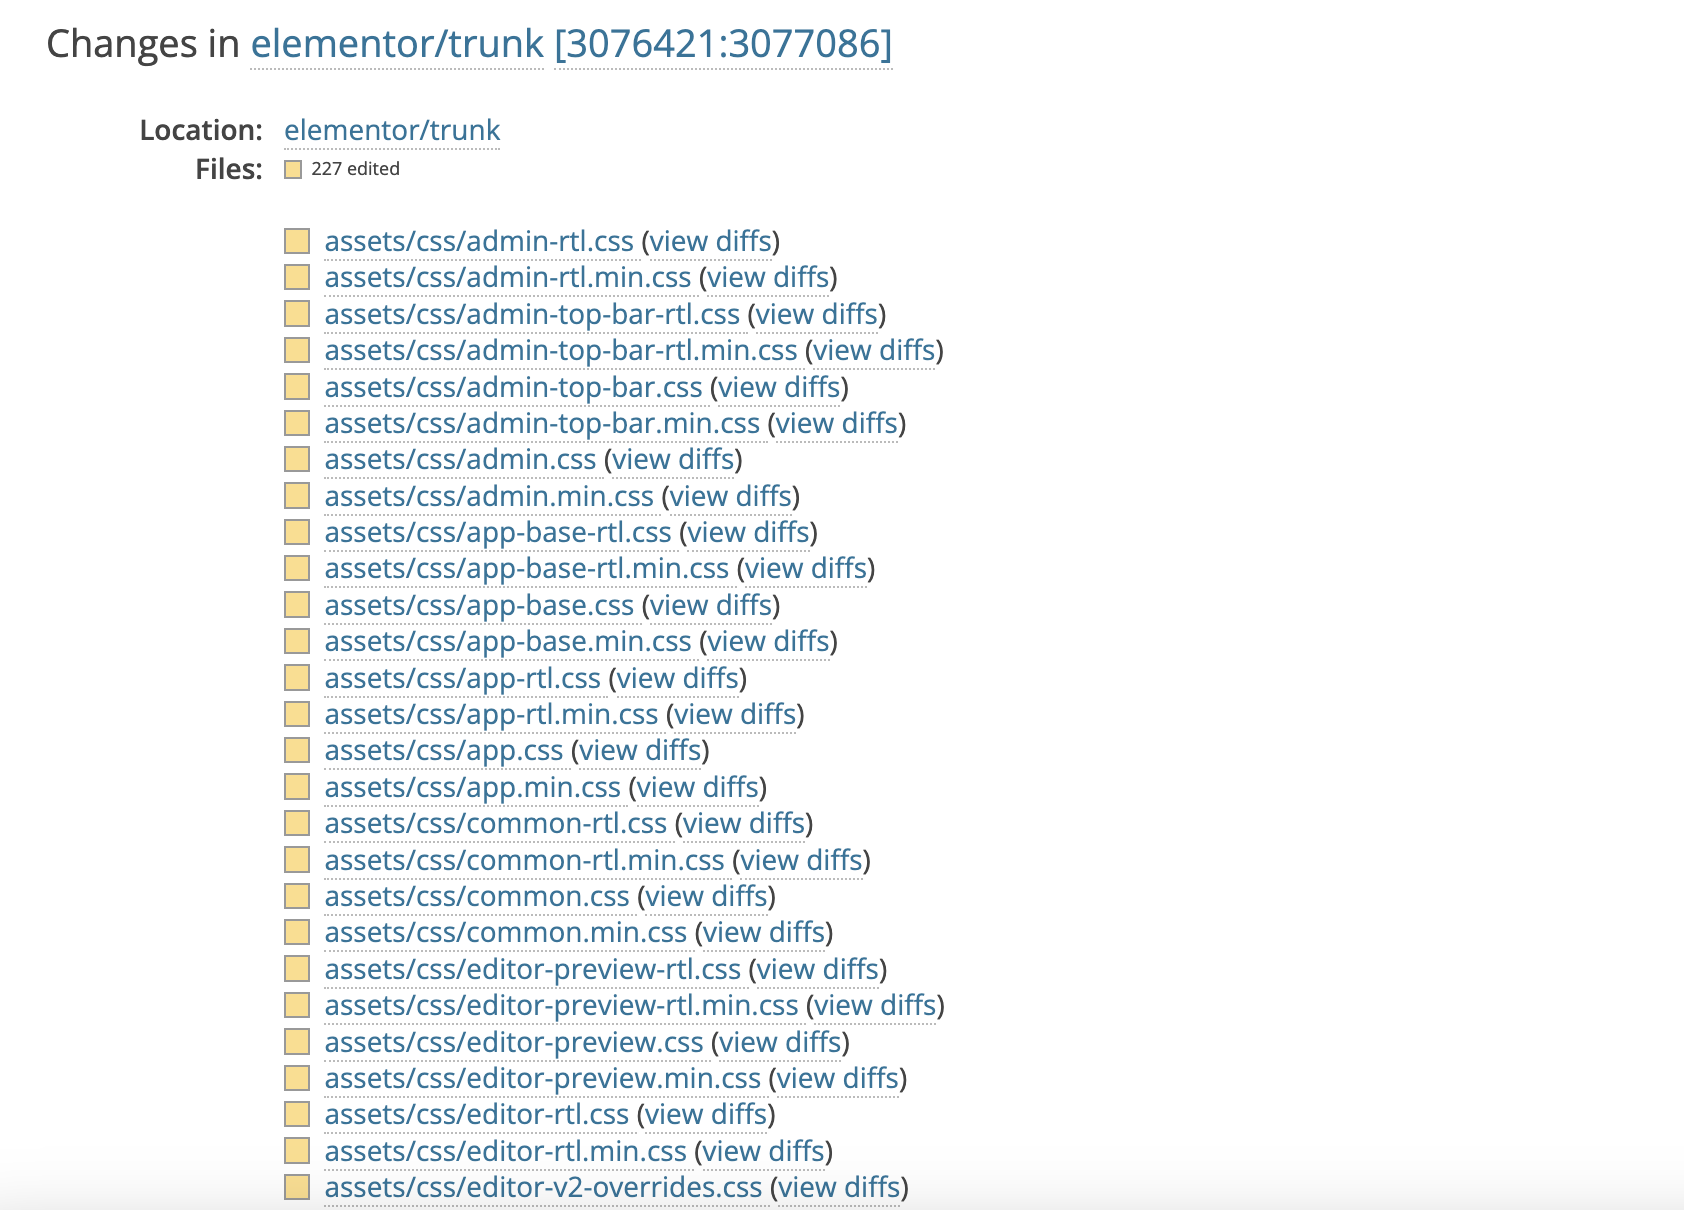 Changes in elementor/trunk [3076421:3077086]
Location: elementor/trunk
Files: 227 edited
assets/css/admin-rtl.css (view diffs)
assets/css/admin-rtl.min.css (view diffs)
assets/css/admin-top-bar-rtl.css (view diffs)
assets/css/admin-top-bar-rtl.min.css (view diffs)
assets/css/admin-top-bar.css (view diffs)
assets/css/admin-top-bar.min.css (view diffs)
assets/css/admin.css (view diffs)
assets/css/admin.min.css (view diffs)
assets/css/app-base-rtl.css (view diffs)
assets/css/app-base-rtl.min.css (view diffs)
assets/css/app-base.css (view diffs)
assets/css/app-base.min.css (view diffs)
assets/css/app-rtl.css (view diffs)
assets/css/app-rtl.min.css (view diffs)
assets/css/app.css (view diffs)
assets/css/app.min.css (view diffs)
assets/css/common-rtl.css (view diffs)
assets/css/common-rtl.min.css (view diffs)
assets/css/common.css (view diffs)
assets/css/common.min.css (view diffs)
assets/css/editor-preview-rtl.css (view diffs)
assets/css/editor-preview-rtl.min.css (view diffs)
assets/css/editor-preview.css (view diffs)
assets/css/editor-preview.min.css (view diffs)
assets/css/editor-rtl.css (view diffs)
assets/css/editor-rtl.min.css (view diffs)
assets/css/editor-v2-overrides.css (view diffs)